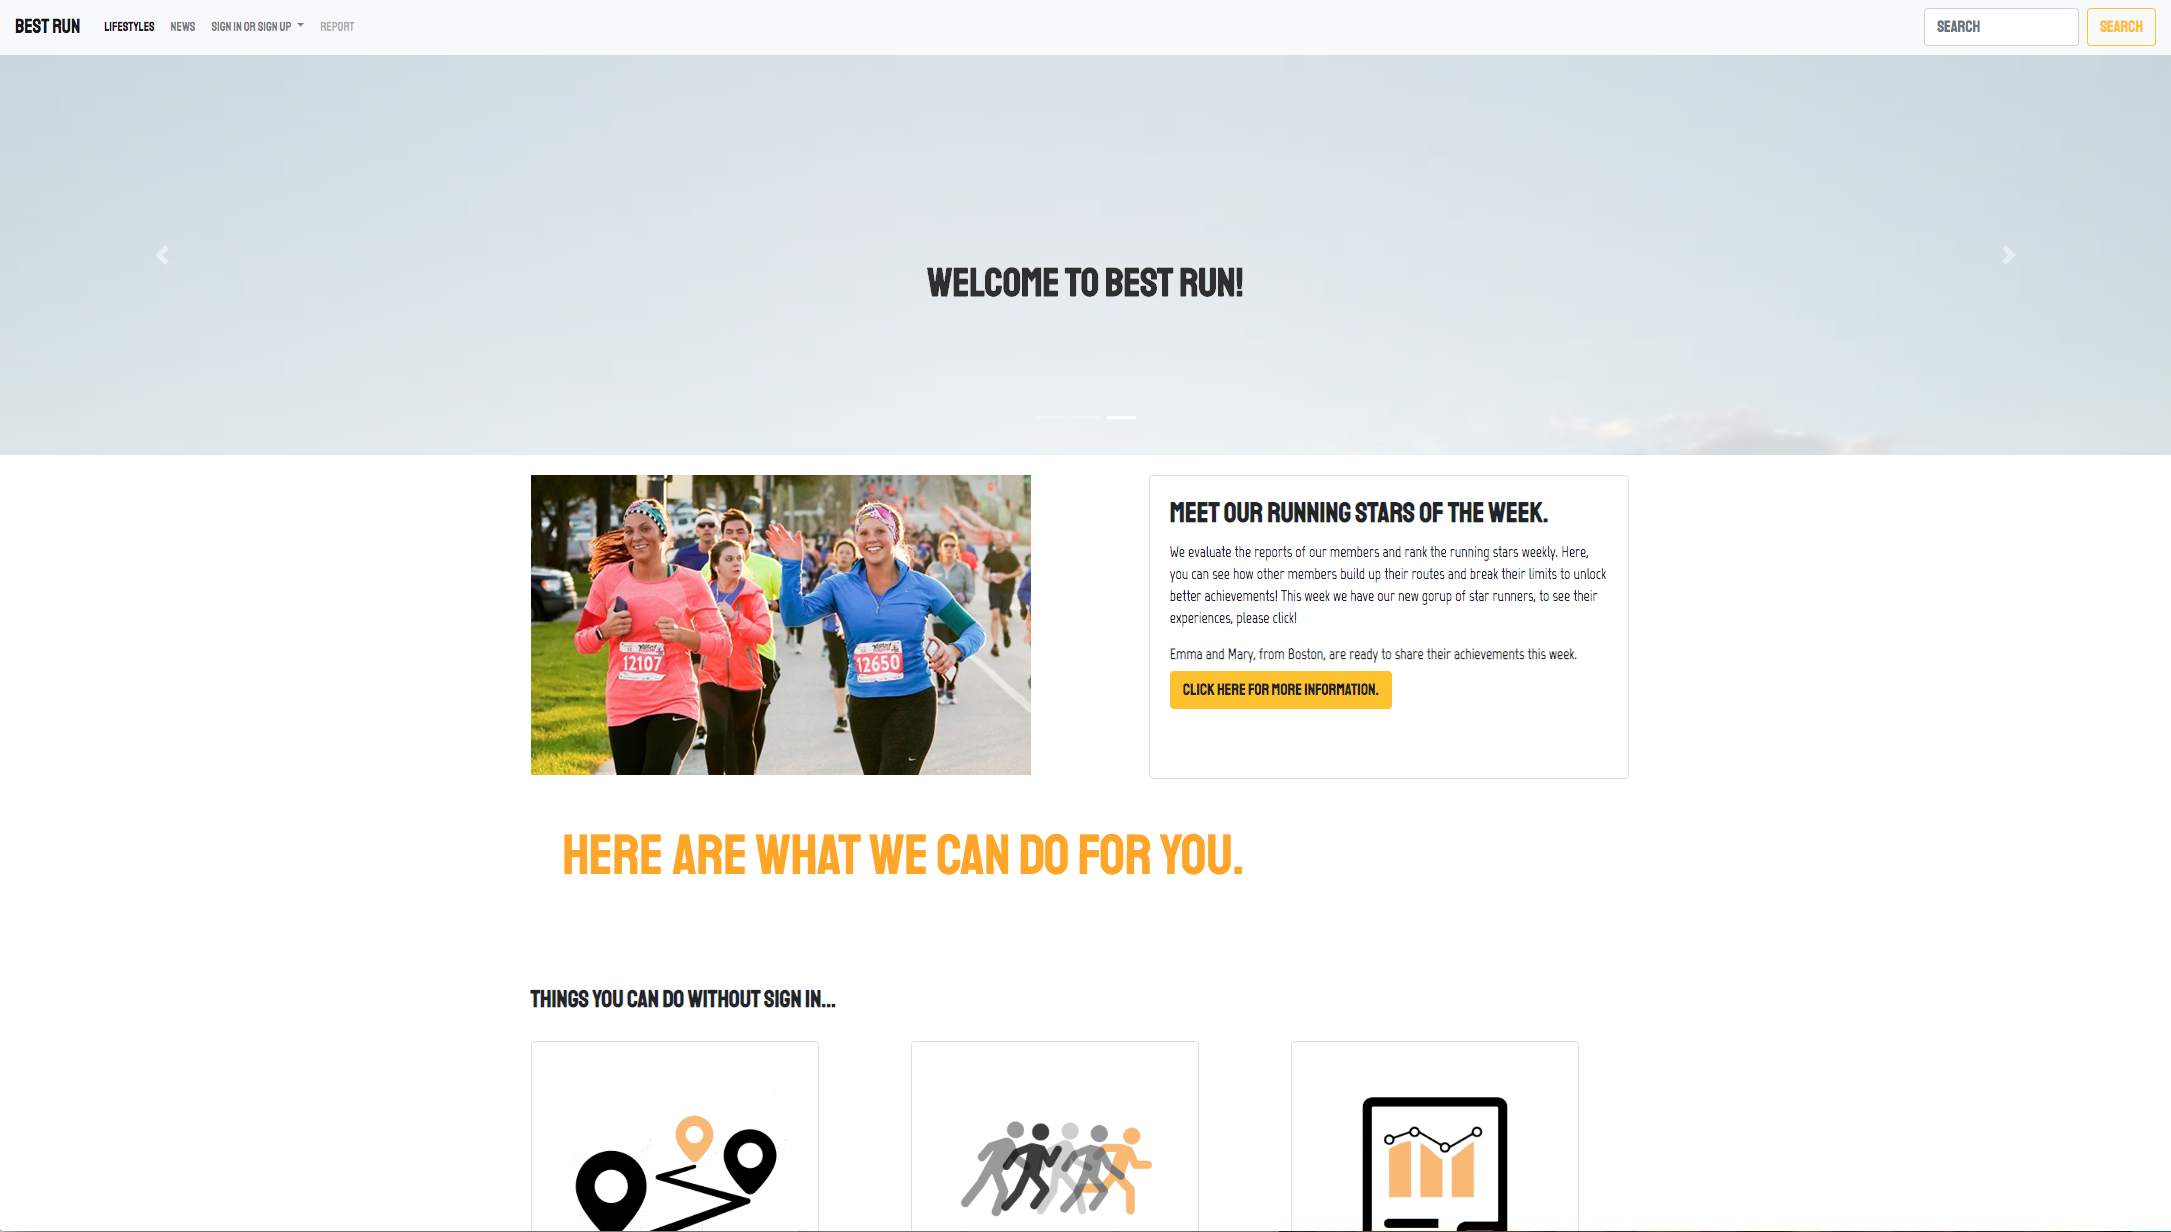 BEST RUN
LIFESTYLES
NEWS
SIGN IN OR SIGN UP
REPORT
SEARCH
SEARCH
WELCOME TO BEST RUN!
12107
12650
MEET OUR RUNNING STARS OF THE WEEK.
We evaluate the reports of our members and rank the running stars weekly. Here,
you can see how other members build up their routes and break their limits to unlock
better achievements! This week we have our new gorup of star runners, to see their
experiences, please click!
Emma and Mary, from Boston, are ready to share their achievements this week.
CLICK HERE FOR MORE INFORMATION.
HERE ARE WHAT WE CAN DO FOR YOU.
THINGS YOU CAN DO WITHOUT SIGN IN...